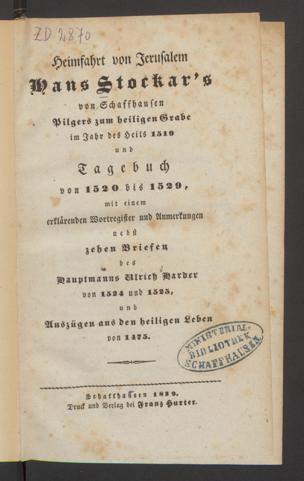 ZD 2870
Heimfahrt von Jerusalem
Hans Stockar's
von Schaffhausen
Pilgers zum heiligen Grabe
im Jahr des Heils 1519
und
Tagebuch
von 1520 bis 1529,
mit einem
erklärenden Wortregister und Anmerkungen
nebst
zehen Briefen
des
Hauptmanns Ulrich Harder
von 1524 und 1525,
und
Auszügen aus den heiligen Leben
von 1475.
MINISTERIAL-
BIBLIOTHEK
SCHAFFHAUSEN
Schaffhausen 1839.
Druck und Verlag bei Franz Hurter.